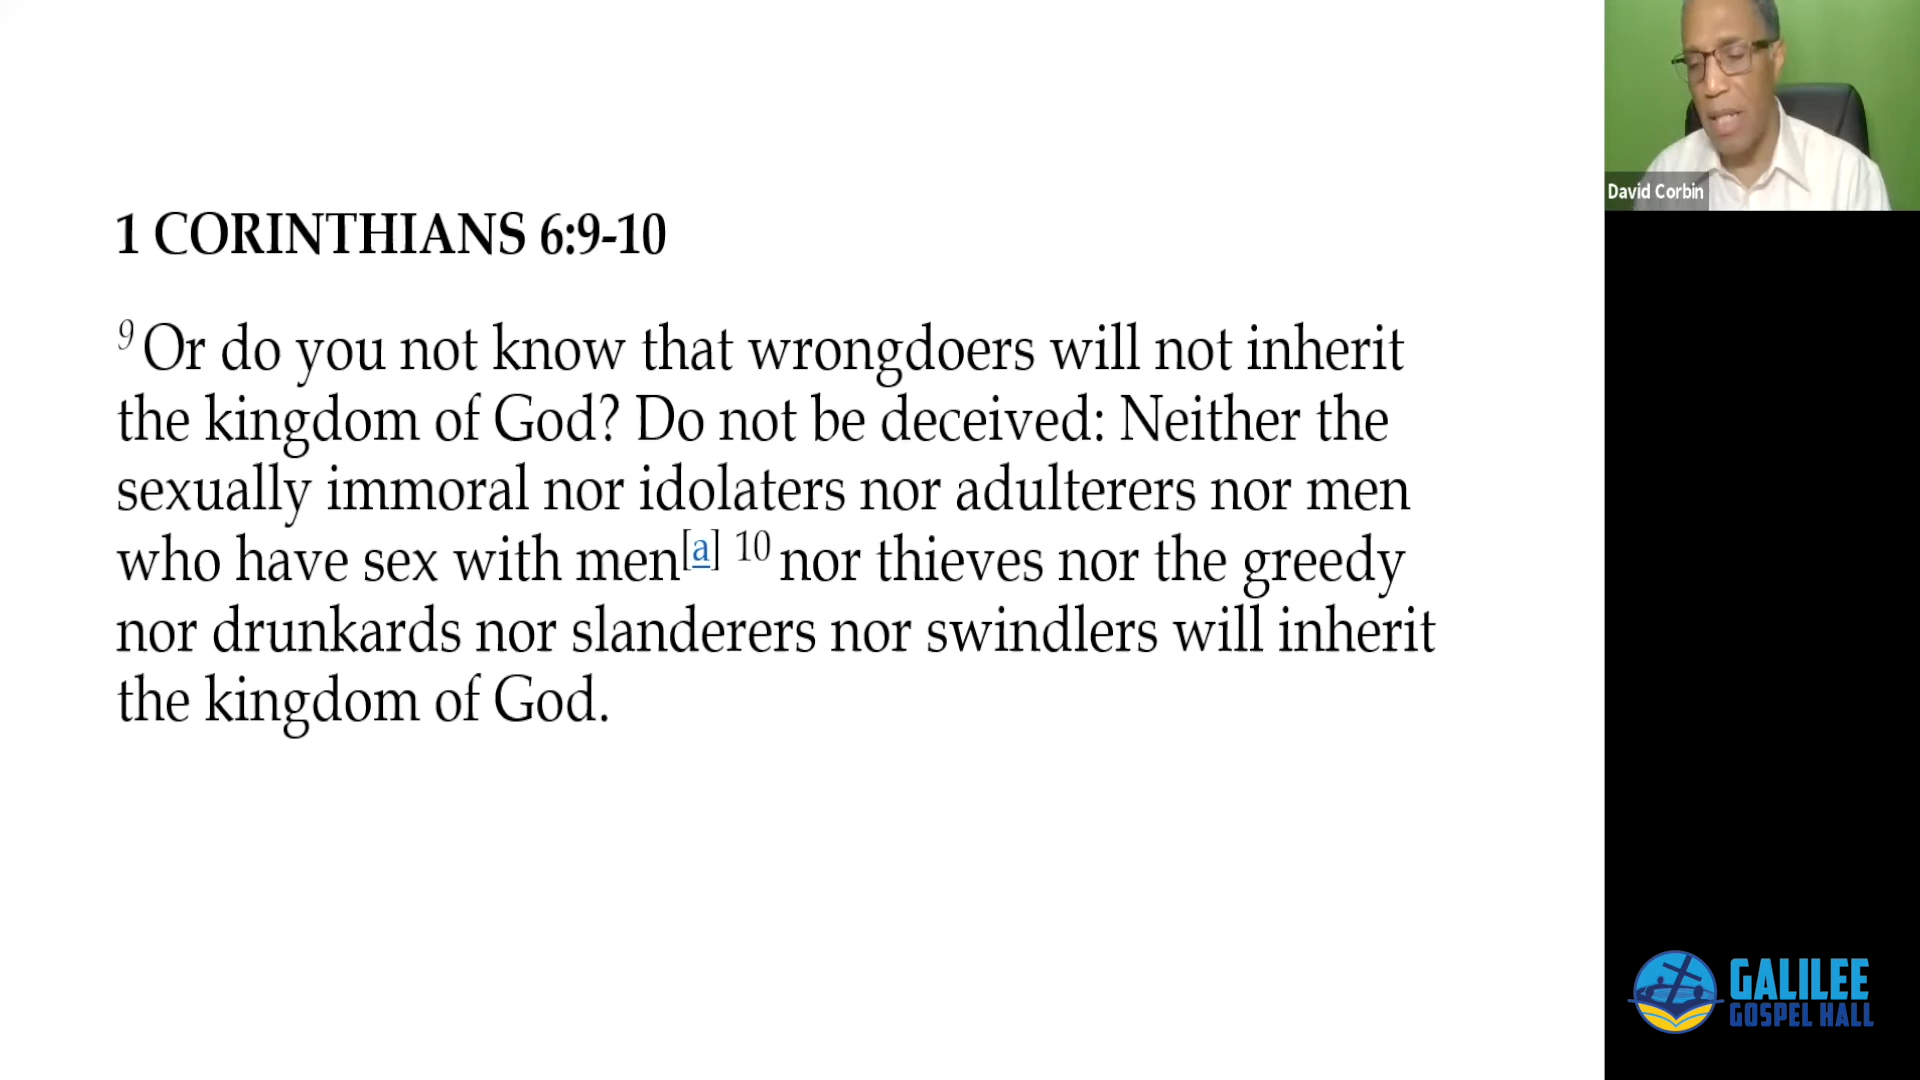 1 CORINTHIANS 6:9-10
9 Or do you not know that wrongdoers will not inherit
the kingdom of God? Do not be deceived: Neither the
sexually immoral nor idolaters nor adulterers nor men
who have sex with men[a] 10 nor thieves nor the greedy
nor drunkards nor slanderers nor swindlers will inherit
the kingdom of God.
David Corbin
GALILEE
GOSPEL HALL